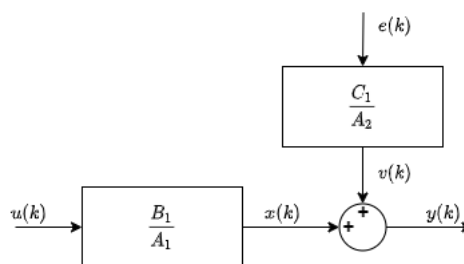 e(k)
C₁
A₂
v(k)
u(k)
B₁
A₁
x(k)
+
+
y(k)